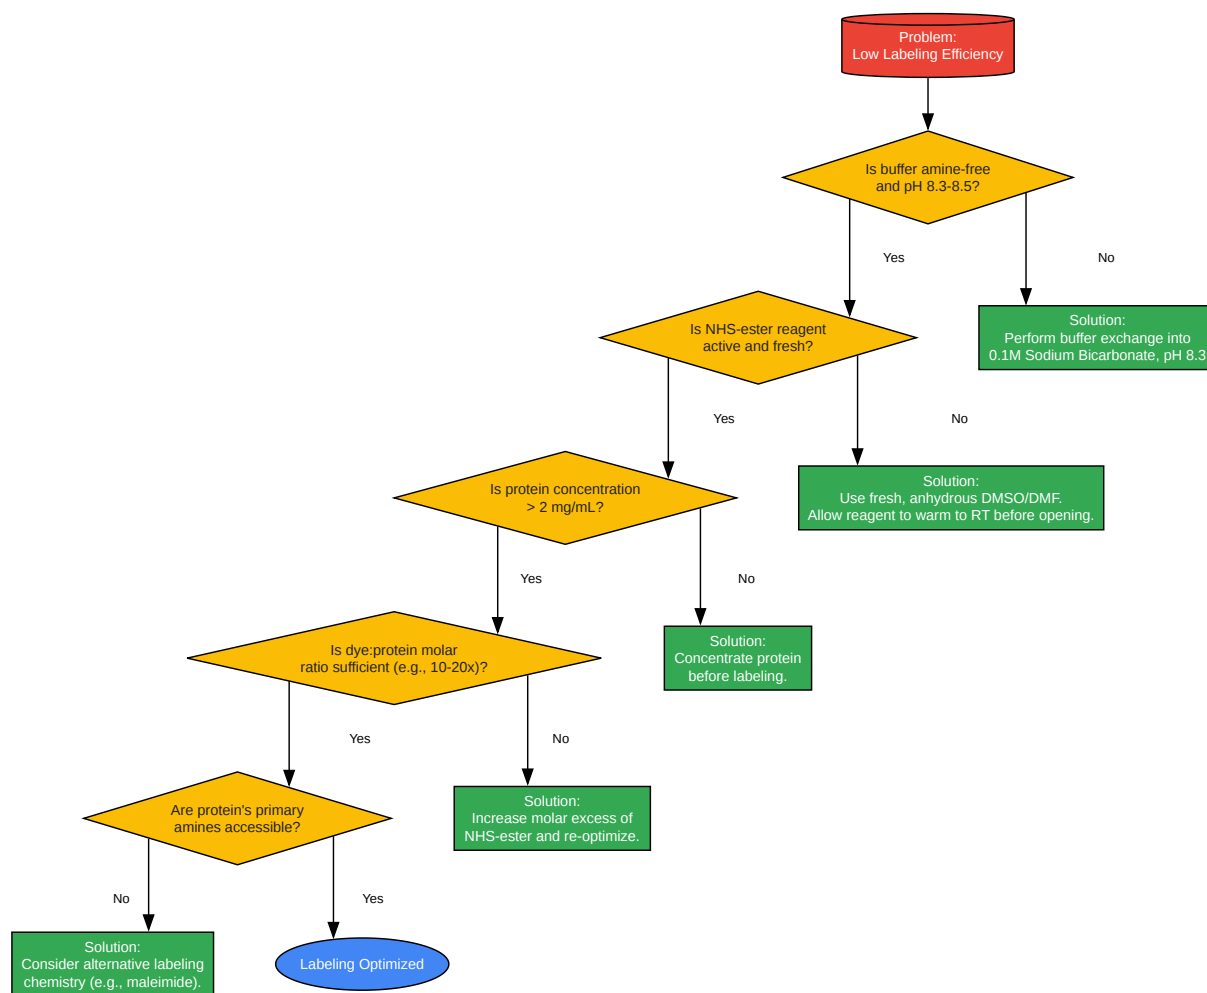 Problem:
Low Labeling Efficiency
Is buffer amine-free
and pH 8.3-8.5?
Yes
No
Is NHS-ester reagent
active and fresh?
Solution:
Perform buffer exchange into
0.1M Sodium Bicarbonate, pH 8.3
Yes
No
Is protein concentration
> 2 mg/mL?
Solution:
Use fresh, anhydrous DMSO/DMF.
Allow reagent to warm to RT before opening.
Yes
No
Is dye:protein molar
ratio sufficient (e.g., 10-20x)?
Solution:
Concentrate protein
before labeling.
Yes
No
Are protein's primary
amines accessible?
Solution:
Increase molar excess of
NHS-ester and re-optimize.
No
Yes
Solution:
Consider alternative labeling
chemistry (e.g., maleimide).
Labeling Optimized